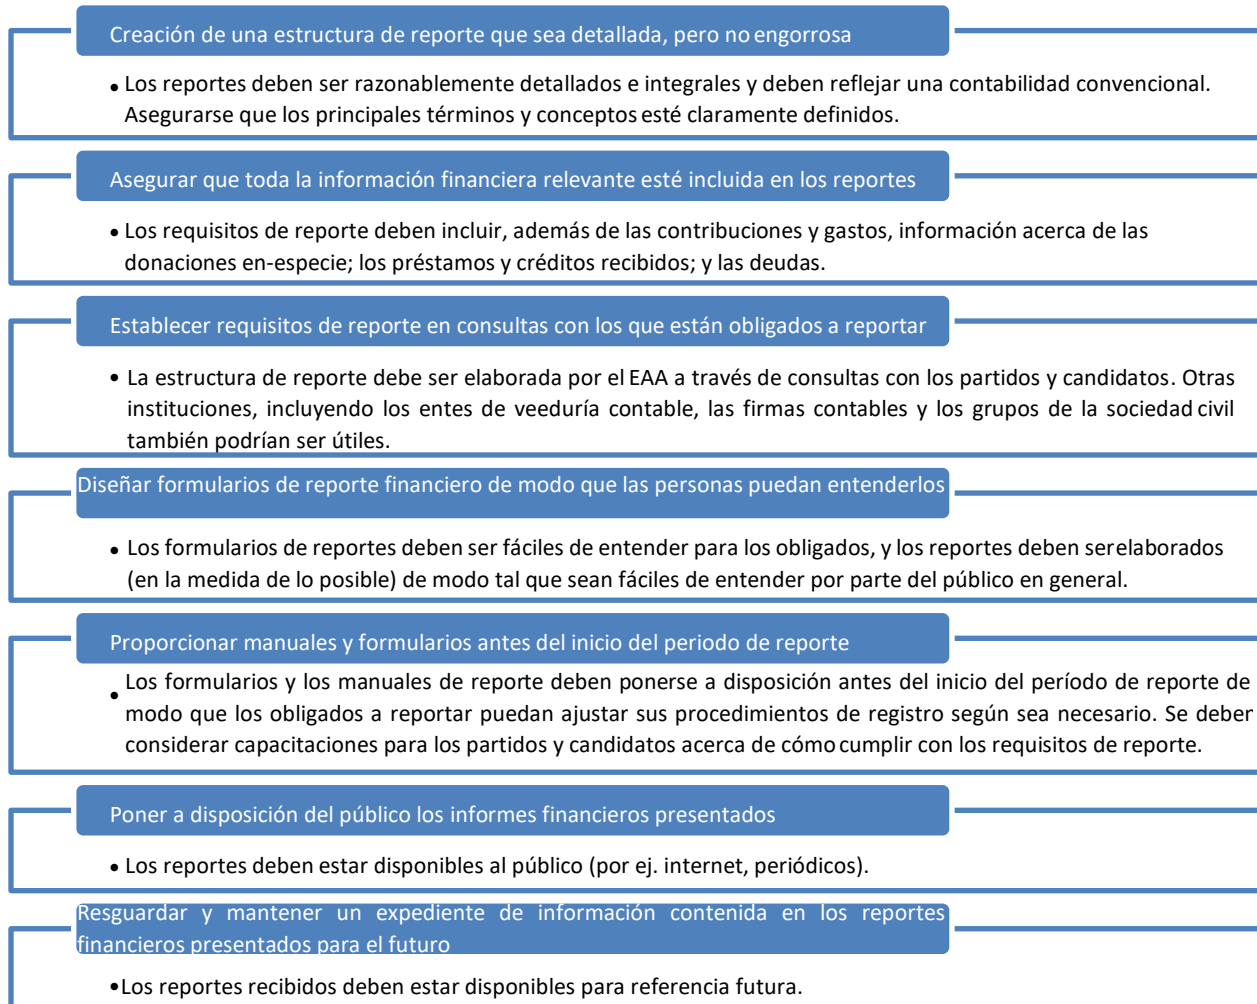 Creación de una estructura de reporte que sea detallada, pero no engorrosa
• Los reportes deben ser razonablemente detallados e integrales y deben reflejar una contabilidad convencional.
Asegurarse que los principales términos y conceptos esté claramente definidos.
Asegurar que toda la información financiera relevante esté incluida en los reportes
• Los requisitos de reporte deben incluir, además de las contribuciones y gastos, información acerca de las
donaciones en-especie; los préstamos y créditos recibidos; y las deudas.
Establecer requisitos de reporte en consultas con los que están obligados a reportar
• La estructura de reporte debe ser elaborada por el EAA a través de consultas con los partidos y candidatos. Otras
instituciones, incluyendo los entes de veeduría contable, las firmas contables y los grupos de la sociedad civil
también podrían ser útiles.
Diseñar formularios de reporte financiero de modo que las personas puedan entenderlos
• Los formularios de reportes deben ser fáciles de entender para los obligados, y los reportes deben serelaborados
(en la medida de lo posible) de modo tal que sean fáciles de entender por parte del público en general.
Proporcionar manuales y formularios antes del inicio del periodo de reporte
• Los formularios y los manuales de reporte deben ponerse a disposición antes del inicio del período de reporte de
modo que los obligados a reportar puedan ajustar sus procedimientos de registro según sea necesario. Se deber
considerar capacitaciones para los partidos y candidatos acerca de cómo cumplir con los requisitos de reporte.
Poner a disposición del público los informes financieros presentados
• Los reportes deben estar disponibles al público (por ej. internet, periódicos).
Resguardar y mantener un expediente de información contenida en los reportes
financieros presentados para el futuro
•Los reportes recibidos deben estar disponibles para referencia futura.